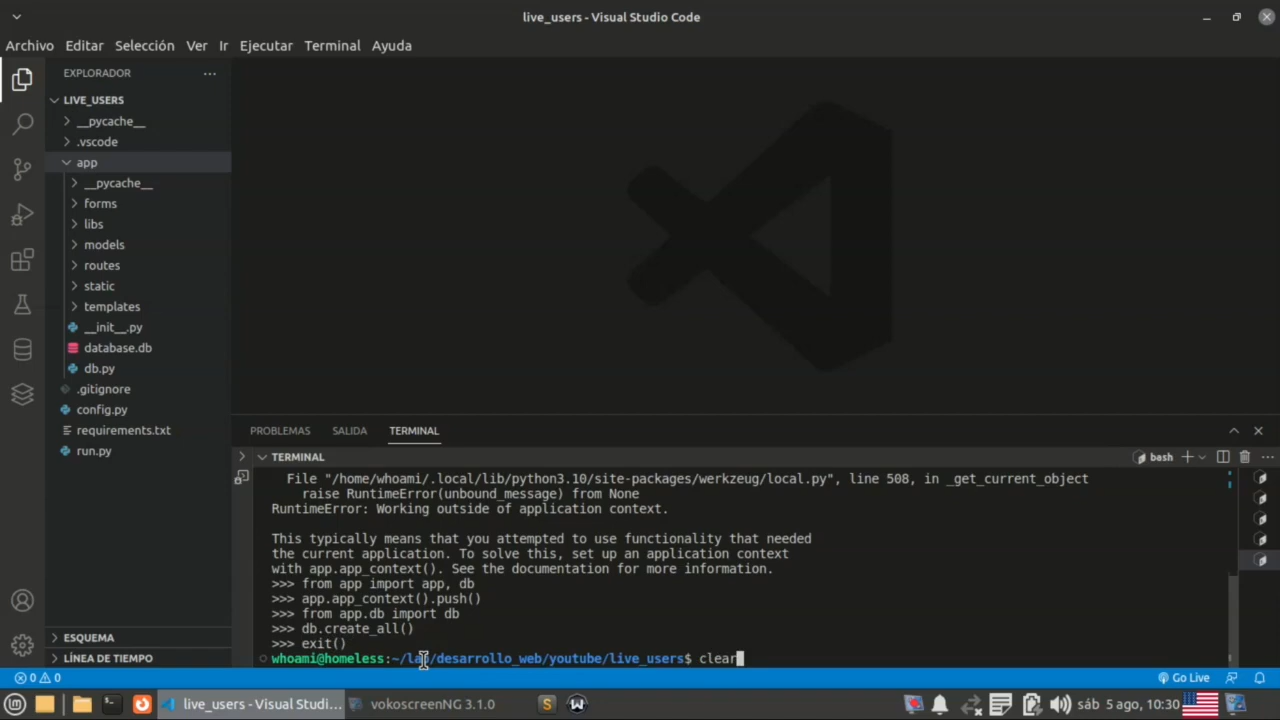 live_users - Visual Studio Code
Archivo Editar Selección Ver Ir Ejecutar Terminal Ayuda
EXPLORADOR
LIVE_USERS
__pycache__
.vscode
app
__pycache__
forms
libs
models
routes
static
templates
__init__.py
database.db
db.py
.gitignore
config.py
requirements.txt
run.py
ESQUEMA
LÍNEA DE TIEMPO
PROBLEMAS SALIDA TERMINAL
TERMINAL
bash
File "/home/whoami/.local/lib/python3.10/site-packages/werkzeug/local.py", line 508, in _get_current_object
raise RuntimeError(unbound_message) from None
RuntimeError: Working outside of application context.
This typically means that you attempted to use functionality that needed
the current application. To solve this, set up an application context
with app.app_context(). See the documentation for more information.
>>> from app import app, db
>>> app.app_context().push()
>>> from app.db import db
>>> db.create_all()
>>> exit()
whoami@homeless:~/lab/desarrollo_web/youtube/live_users$ clear
0 0
Go Live
live_users - Visual Studi... vokoscreenNG 3.1.0
S
W
sáb 5 ago, 10:30